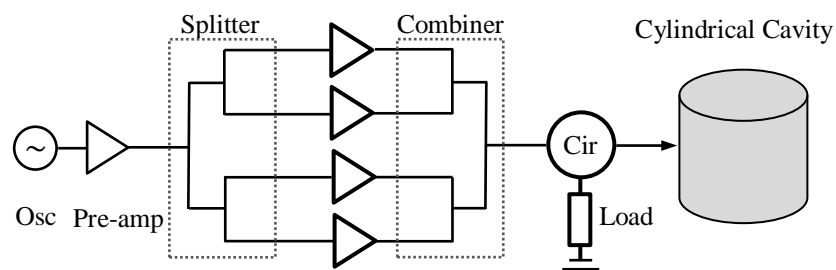 Splitter
Combiner
Cylindrical Cavity
~
Cir
Osc
Pre-amp
Load